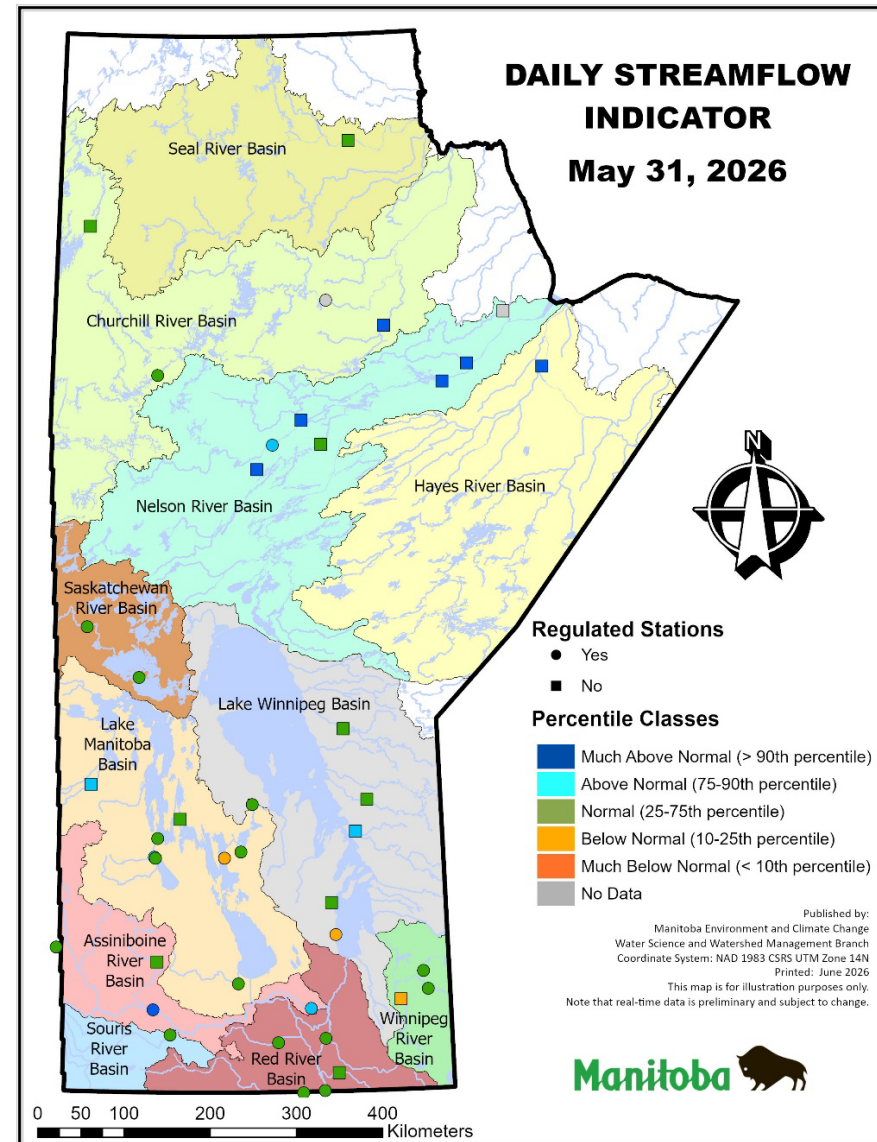 DAILY STREAMFLOW
INDICATOR
May 31, 2026
Seal River Basin
Churchill River Basin
Hayes River Basin
Nelson River Basin
N
Saskatchewan
River Basin
Lake Winnipeg Basin
Lake
Manitoba
Basin
Assiniboine
River
Basin
Souris
River
Basin
Red River
Basin
Winnipeg
River
Basin
Regulated Stations
Yes
No
Percentile Classes
Much Above Normal (> 90th percentile)
Above Normal (75-90th percentile)
Normal (25-75th percentile)
Below Normal (10-25th percentile)
Much Below Normal (< 10th percentile)
No Data
Published by:
Manitoba Environment and Climate Change
Water Science and Watershed Management Branch
Coordinate System: NAD 1983 CSRS UTM Zone 14N
Printed: June 2026
This map is for illustration purposes only.
Note that real-time data is preliminary and subject to change.
Manitoba
0 50 100 200 300 400
Kilometers